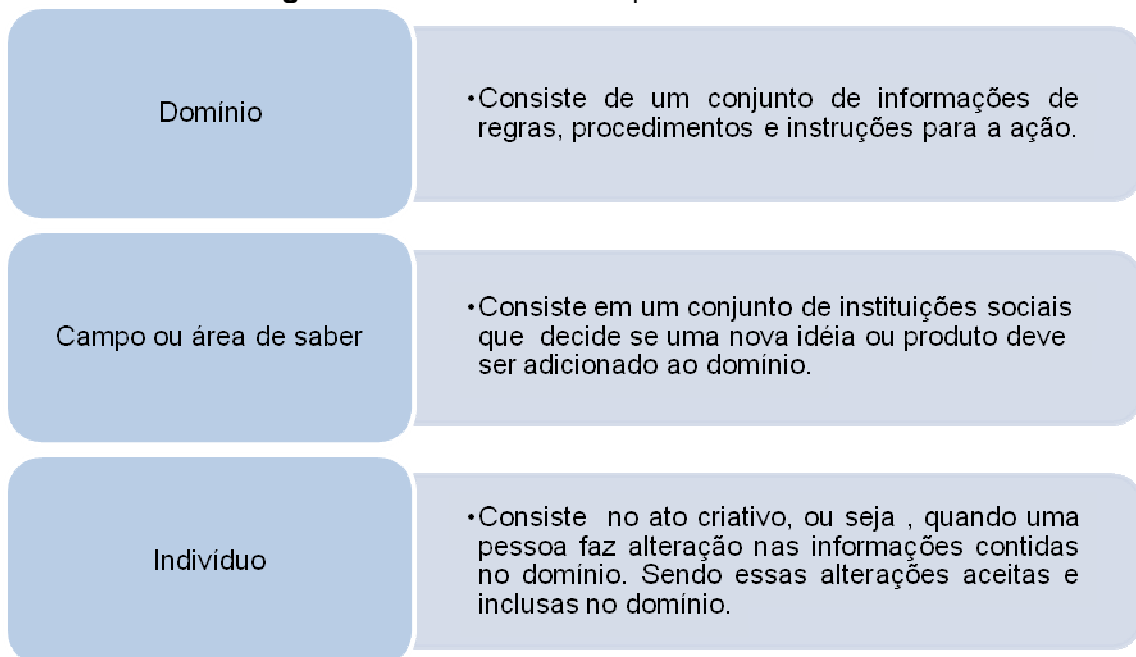 Domínio
•Consiste de um conjunto de informações de
regras, procedimentos e instruções para a ação.
Campo ou área de saber
•Consiste em um conjunto de instituições sociais
que decide se uma nova idéia ou produto deve
ser adicionado ao domínio.
Indivíduo
•Consiste no ato criativo, ou seja , quando uma
pessoa faz alteração nas informações contidas
no domínio. Sendo essas alterações aceitas e
inclusas no domínio.